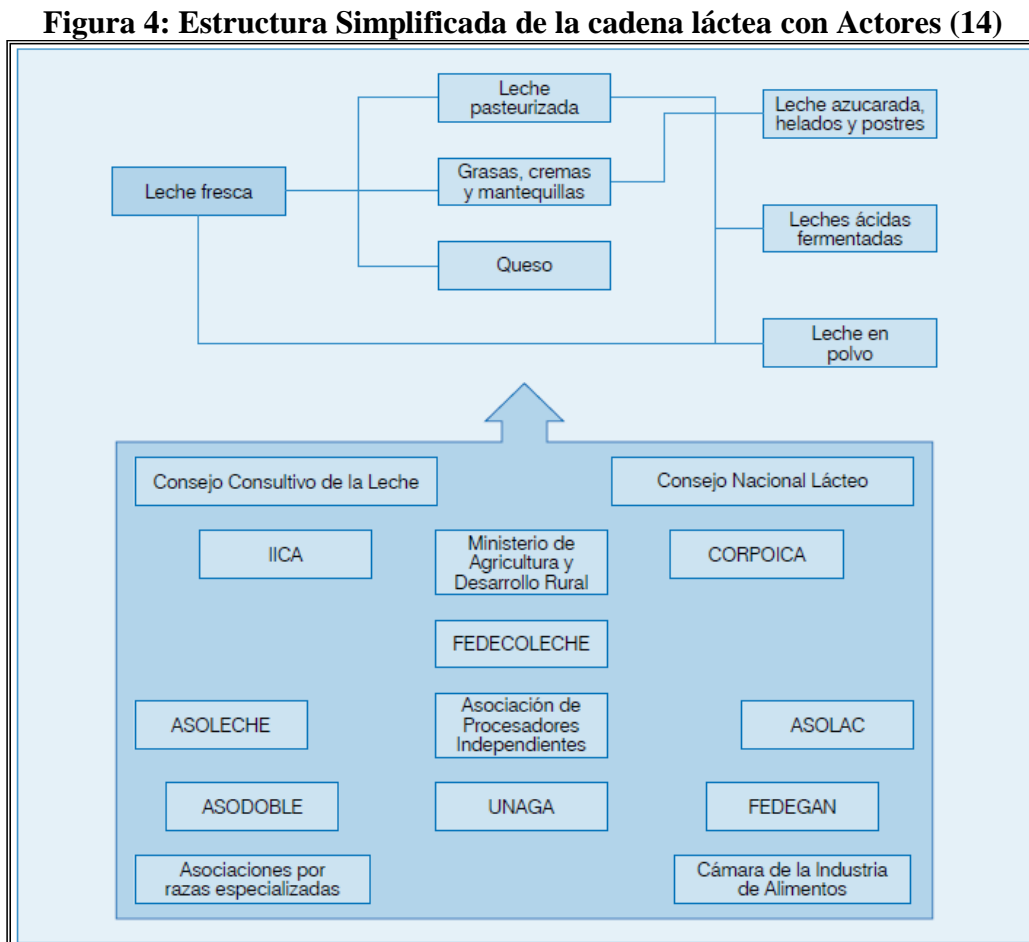 Figura 4: Estructura Simplificada de la cadena láctea con Actores (14)
Leche
pasteurizada
Leche azucarada,
helados y postres
Leche fresca
Grasas, cremas
y mantequillas
Leches ácidas
fermentadas
Queso
Leche en
polvo
Consejo Consultivo de la Leche
Consejo Nacional Lácteo
IICA
Ministerio de
Agricultura y
Desarrollo Rural
CORPOICA
FEDECOLECHE
ASOLECHE
Asociación de
Procesadores
Independientes
ASOLAC
ASODOBLE
UNAGA
FEDEGAN
Asociaciones por
razas especializadas
Cámara de la Industria
de Alimentos